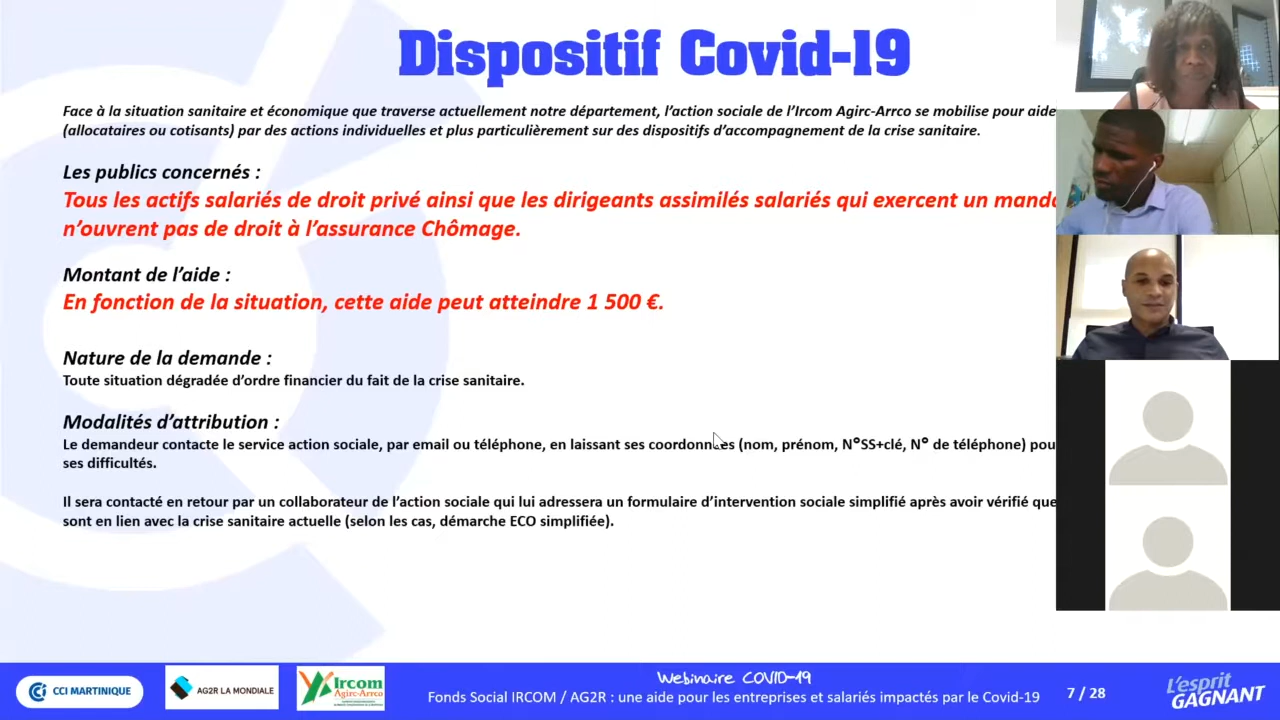 Dispositif Covid-19
Face à la situation sanitaire et économique que traverse actuellement notre département, l'action sociale de l'Ircom Agirc-Arrco se mobilise pour aide
(allocataires ou cotisants) par des actions individuelles et plus particulièrement sur des dispositifs d'accompagnement de la crise sanitaire.
Les publics concernés :
Tous les actifs salariés de droit privé ainsi que les dirigeants assimilés salariés qui exercent un manda
n'ouvrent pas de droit à l'assurance Chômage.
Montant de l'aide :
En fonction de la situation, cette aide peut atteindre 1 500 €.
Nature de la demande :
Toute situation dégradée d'ordre financier du fait de la crise sanitaire.
Modalités d'attribution :
Le demandeur contacte le service action sociale, par email ou téléphone, en laissant ses coordonnées (nom, prénom, N°SS+clé, N° de téléphone) pou
ses difficultés.
Il sera contacté en retour par un collaborateur de l'action sociale qui lui adressera un formulaire d'intervention sociale simplifié après avoir vérifié que
sont en lien avec la crise sanitaire actuelle (selon les cas, démarche ECO simplifiée).
CCI MARTINIQUE
AG2R LA MONDIALE
Ircom
Agirc-Arrco
Webinaire COVID-19
Fonds Social IRCOM / AG2R : une aide pour les entreprises et salariés impactés par le Covid-19
7 / 28
L'esprit
GAGNANT